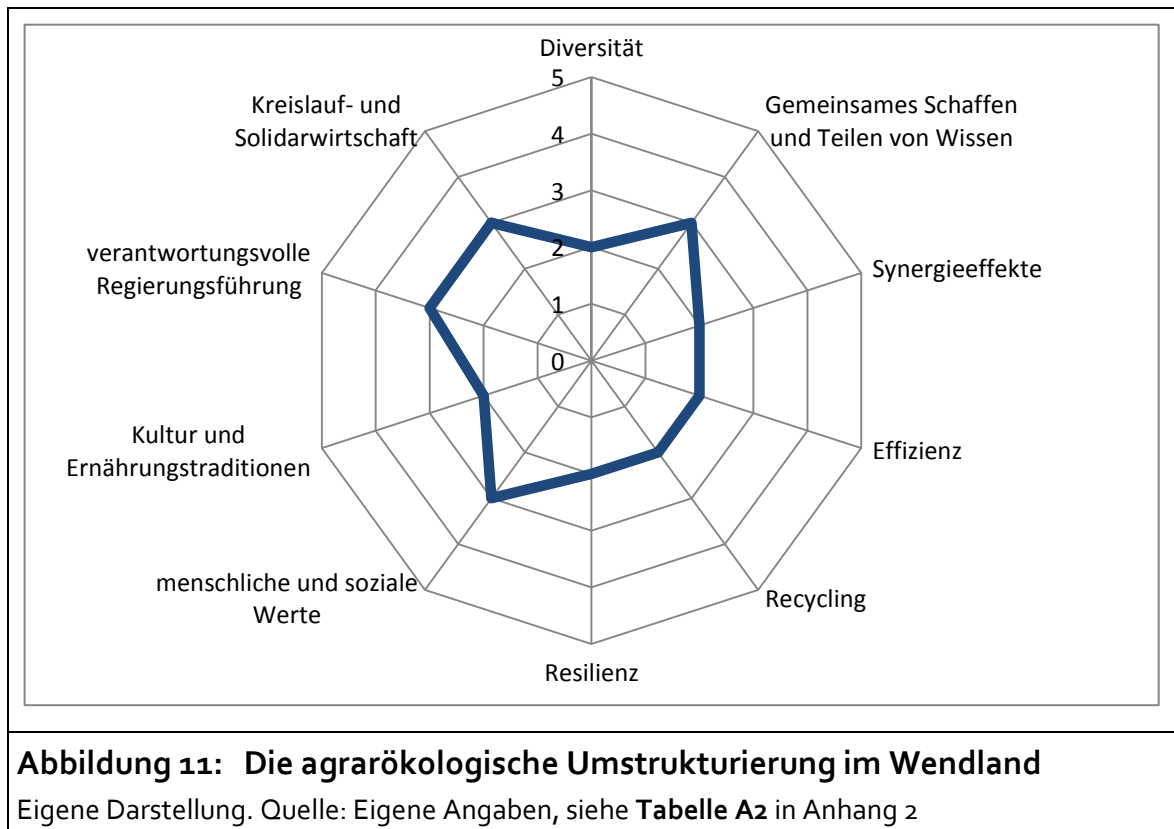 Diversität
5
4
3
2
1
0
Gemeinsames Schaffen
und Teilen von Wissen
Synergieeffekte
Effizienz
Recycling
Resilienz
menschliche und soziale
Werte
Kultur und
Ernährungstraditionen
verantwortungsvolle
Regierungsführung
Kreislauf- und
Solidarwirtschaft
Abbildung 11: Die agrarökologische Umstrukturierung im Wendland
Eigene Darstellung. Quelle: Eigene Angaben, siehe Tabelle A2 in Anhang 2